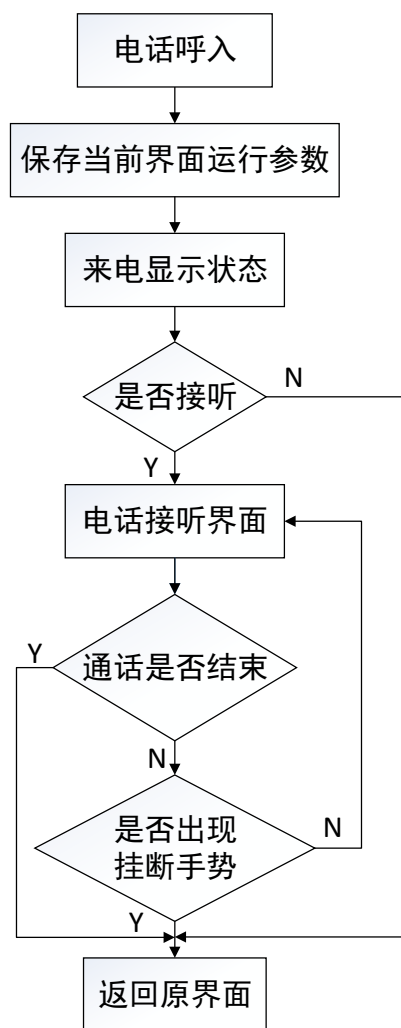 电话呼入
保存当前界面运行参数
来电显示状态
是否接听
N
Y
电话接听界面
Y
通话是否结束
N
是否出现
挂断手势
N
Y
返回原界面